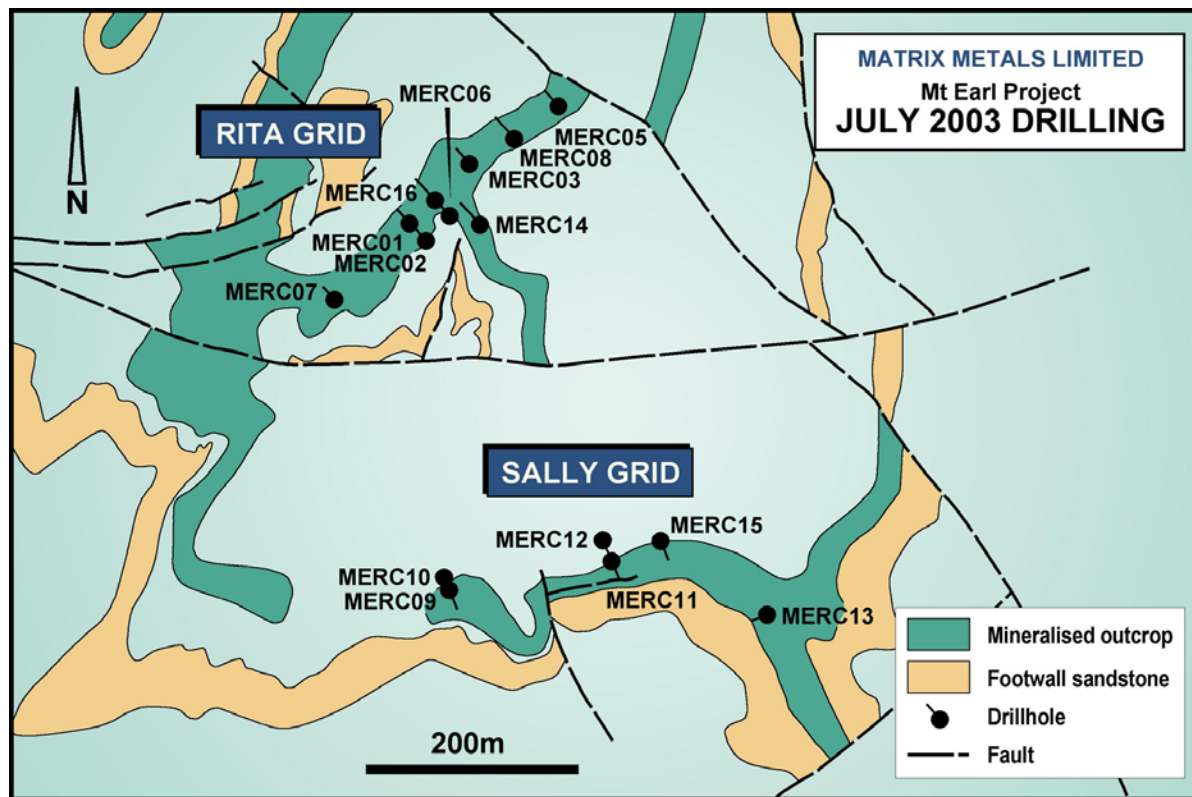 MATRIX METALS LIMITED
Mt Earl Project
JULY 2003 DRILLING
MERC06
RITA GRID
MERC05
MERC08
MERC03
MERC16
MERC14
MERC01
MERC02
MERC07
N
SALLY GRID
MERC15
MERC12
MERC10
MERC09
MERC11
MERC13
Mineralised outcrop
Footwall sandstone
Drillhole
Fault
200m